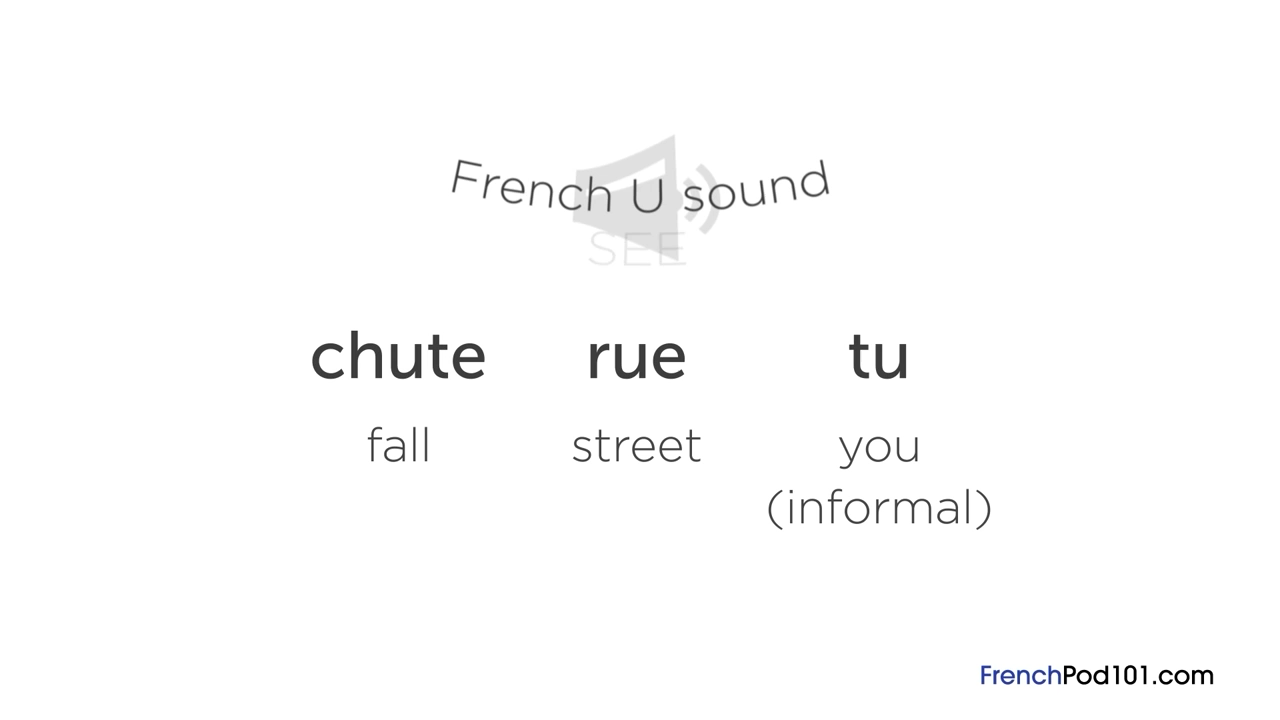 French U sound
SEE
chute rue tu
fall street you
(informal)
FrenchPod101.com